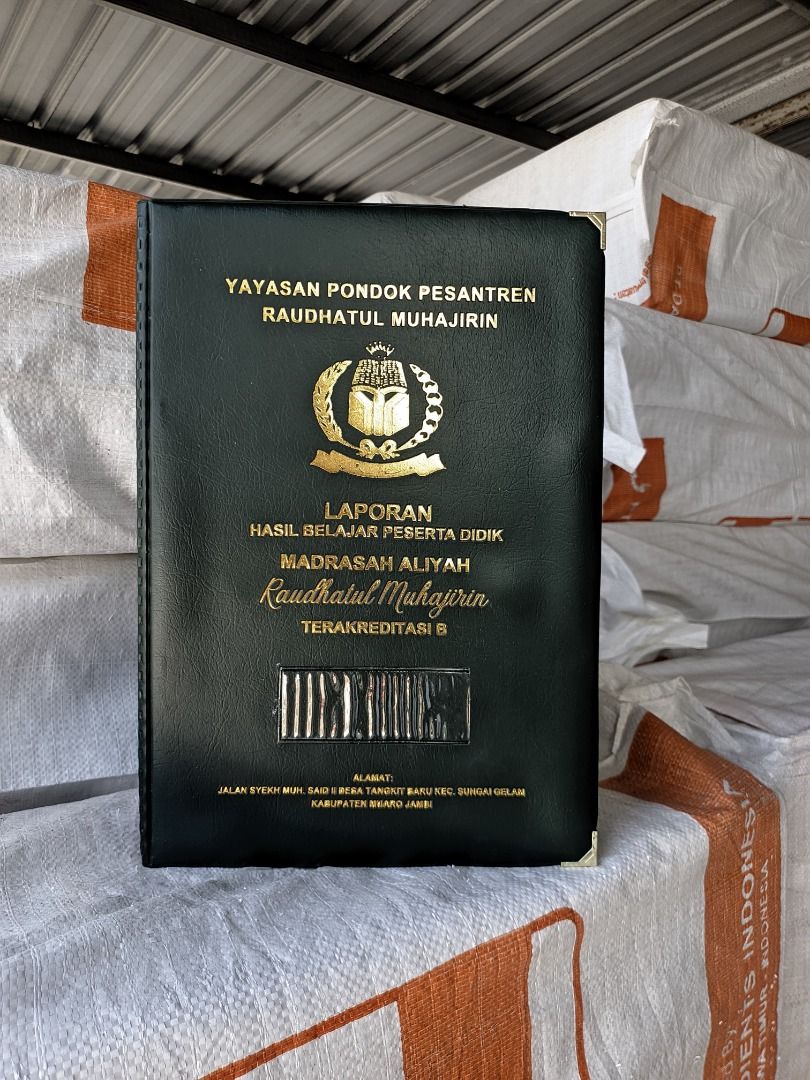 YAYASAN PONDOK PESANTREN
RAUDHATUL MUHAJIRIN
LAPORAN
HASIL BELAJAR PESERTA DIDIK
MADRASAH ALIYAH
Raudhatul Muhajirin
TERAKREDITASI B
ALAMAT:
JALAN SYEKH MUH. SAID II DESA TANGKIT BARU KEC. SUNGAI GELAM
KABUPATEN MUARO JAMBI
INDONESIA